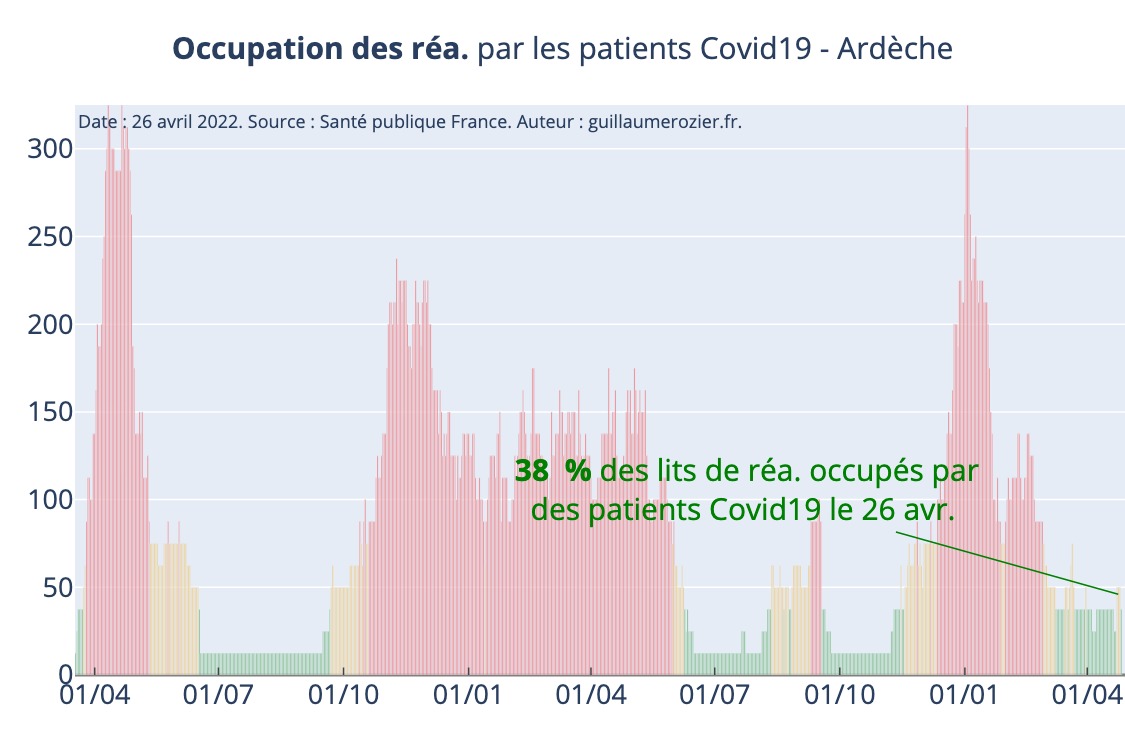 Occupation des réa. par les patients Covid19 - Ardèche
Date : 26 avril 2022. Source : Santé publique France. Auteur : guillaumerozier.fr.
300
250
200
150
100
50
0
38 % des lits de réa. occupés par
des patients Covid19 le 26 avr.
01/04 01/07 01/10 01/01 01/04 01/07 01/10 01/01 01/04